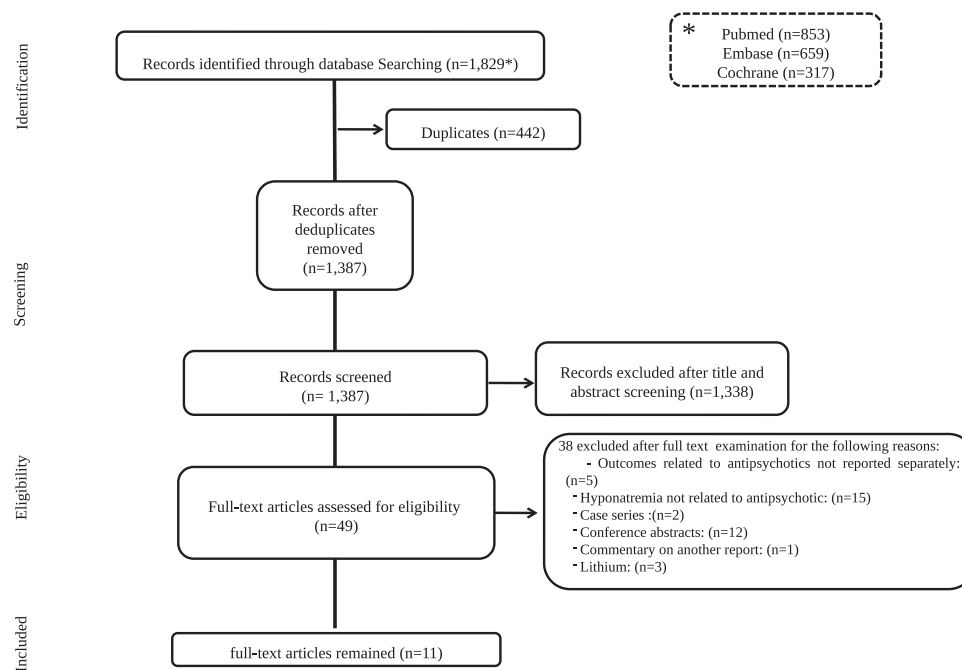 Identification
Records identified through database Searching (n=1,829*)
* Pubmed (n=853)
Embase (n=659)
Cochrane (n=317)
Duplicates (n=442)
Records after
deduplicates
removed
(n=1,387)
Screening
Records screened
(n= 1,387)
Records excluded after title and
abstract screening (n=1,338)
Eligibility
Full-text articles assessed for eligibility
(n=49)
38 excluded after full text examination for the following reasons:
- Outcomes related to antipsychotics not reported separately:
(n=5)
- Hyponatremia not related to antipsychotic: (n=15)
- Case series :(n=2)
- Conference abstracts: (n=12)
- Commentary on another report: (n=1)
- Lithium: (n=3)
Included
full-text articles remained (n=11)